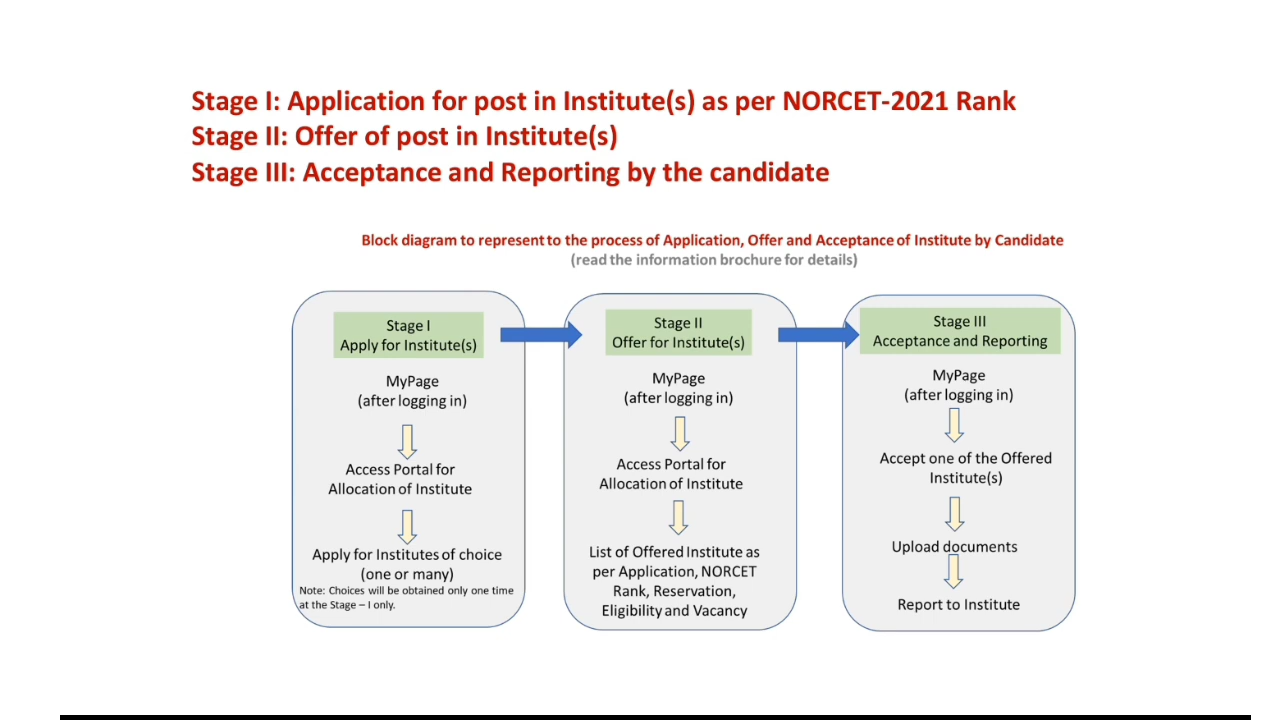 Stage I: Application for post in Institute(s) as per NORCET-2021 Rank
Stage II: Offer of post in Institute(s)
Stage III: Acceptance and Reporting by the candidate
Block diagram to represent to the process of Application, Offer and Acceptance of Institute by Candidate
(read the information brochure for details)
Stage I
Apply for Institute(s)
MyPage
(after logging in)
Access Portal for
Allocation of Institute
Apply for Institutes of choice
(one or many)
Note: Choices will be obtained only one time
at the Stage – I only.
Stage II
Offer for Institute(s)
MyPage
(after logging in)
Access Portal for
Allocation of Institute
List of Offered Institute as
per Application, NORCET
Rank, Reservation,
Eligibility and Vacancy
Stage III
Acceptance and Reporting
MyPage
(after logging in)
Accept one of the Offered
Institute(s)
Upload documents
Report to Institute